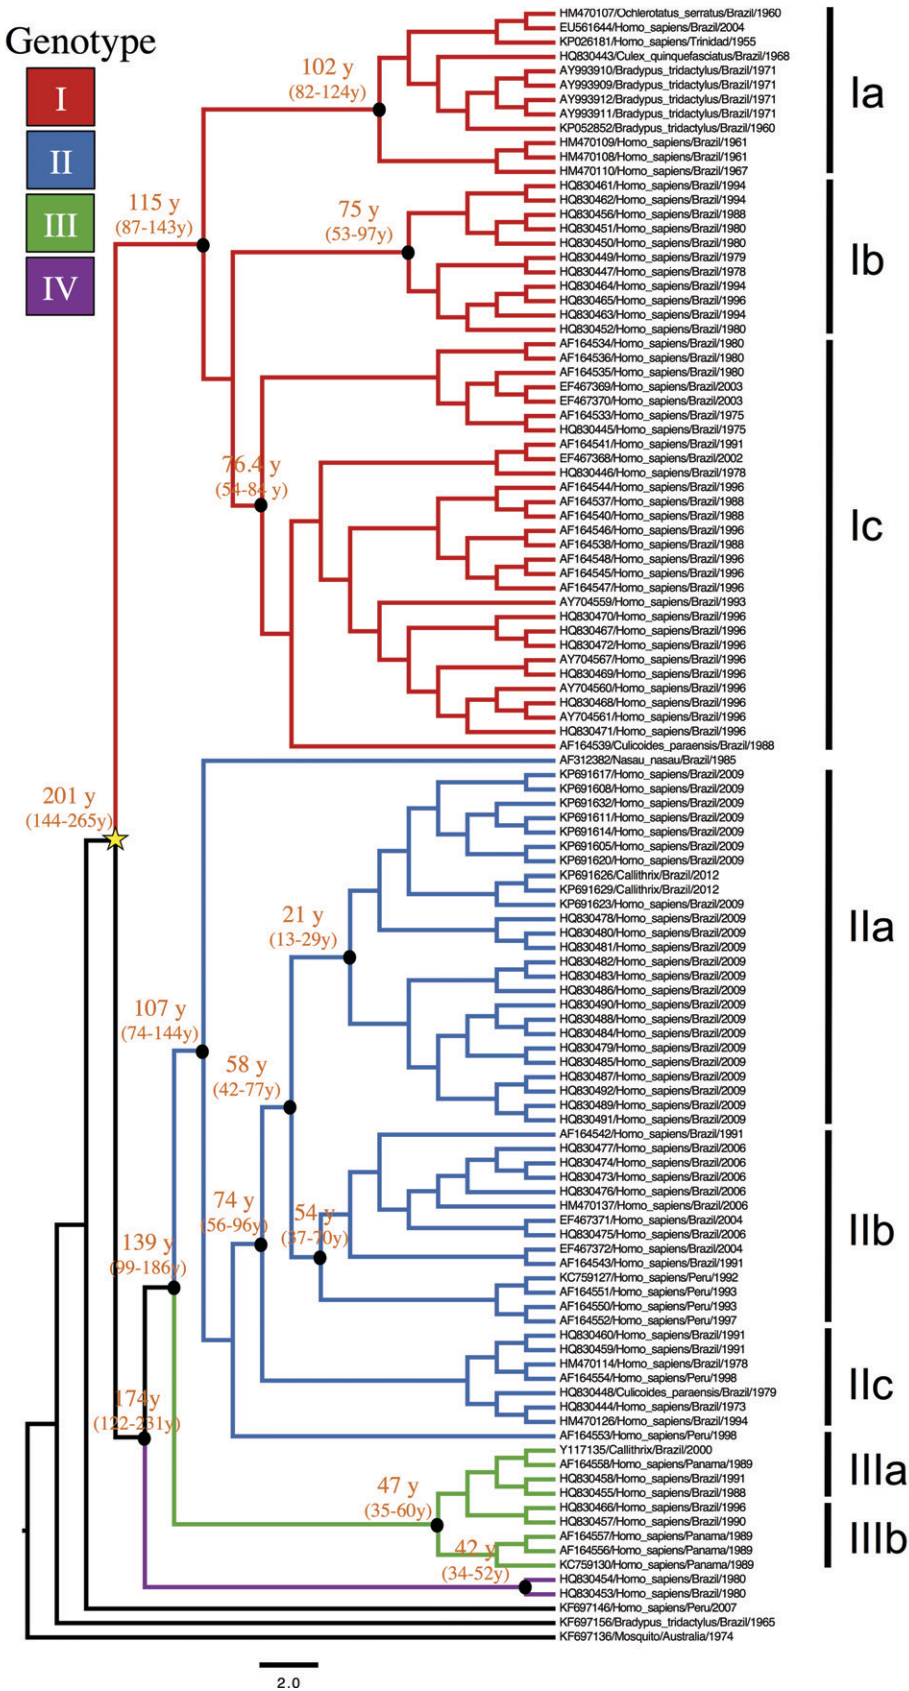 Genotype
I
II
III
IV
102 y
(82-124y)
115 y
(87-143y)
75 y
(53-97y)
76.4 y
(54-84 y)
201 y
(144-265y)
21 y
(13-29y)
107 y
(74-144y)
58 y
(42-77y)
74 y
(56-96y)
54 y
(37-70y)
139 y
(99-186y)
174y
(122-231y)
47 y
(35-60y)
42 y
(34-52y)
HM470107/Ochlerotatus_serratus/Brazil/1960
EU561644/Homo_sapiens/Brazil/2004
KP026181/Homo_sapiens/Trinidad/1955
HQ830443/Culex_quinquefasciatus/Brazil/1968
AY993910/Bradypus_tridactylus/Brazil/1971
AY993909/Bradypus_tridactylus/Brazil/1971
AY993912/Bradypus_tridactylus/Brazil/1971
AY993911/Bradypus_tridactylus/Brazil/1971
KP052852/Bradypus_tridactylus/Brazil/1960
HM470109/Homo_sapiens/Brazil/1961
HM470108/Homo_sapiens/Brazil/1961
HM470110/Homo_sapiens/Brazil/1967
Ia
HQ830461/Homo_sapiens/Brazil/1994
HQ830462/Homo_sapiens/Brazil/1994
HQ830456/Homo_sapiens/Brazil/1988
HQ830451/Homo_sapiens/Brazil/1980
HQ830450/Homo_sapiens/Brazil/1980
HQ830449/Homo_sapiens/Brazil/1979
HQ830447/Homo_sapiens/Brazil/1978
HQ830464/Homo_sapiens/Brazil/1994
HQ830465/Homo_sapiens/Brazil/1996
HQ830463/Homo_sapiens/Brazil/1994
HQ830452/Homo_sapiens/Brazil/1980
Ib
AF164534/Homo_sapiens/Brazil/1980
AF164536/Homo_sapiens/Brazil/1980
AF164535/Homo_sapiens/Brazil/1980
EF467369/Homo_sapiens/Brazil/2003
EF467370/Homo_sapiens/Brazil/2003
AF164533/Homo_sapiens/Brazil/1975
HQ830445/Homo_sapiens/Brazil/1975
AF164541/Homo_sapiens/Brazil/1991
EF467368/Homo_sapiens/Brazil/2002
HQ830446/Homo_sapiens/Brazil/1978
AF164544/Homo_sapiens/Brazil/1996
AF164537/Homo_sapiens/Brazil/1988
AF164540/Homo_sapiens/Brazil/1988
AF164546/Homo_sapiens/Brazil/1996
AF164538/Homo_sapiens/Brazil/1988
AF164548/Homo_sapiens/Brazil/1996
AF164545/Homo_sapiens/Brazil/1996
AF164547/Homo_sapiens/Brazil/1996
AY704559/Homo_sapiens/Brazil/1993
HQ830470/Homo_sapiens/Brazil/1996
HQ830467/Homo_sapiens/Brazil/1996
HQ830472/Homo_sapiens/Brazil/1996
AY704567/Homo_sapiens/Brazil/1996
HQ830469/Homo_sapiens/Brazil/1996
AY704560/Homo_sapiens/Brazil/1996
HQ830468/Homo_sapiens/Brazil/1996
AY704561/Homo_sapiens/Brazil/1996
HQ830471/Homo_sapiens/Brazil/1996
AF164539/Culicoides_paraensis/Brazil/1988
Ic
AF312382/Nasau_nasau/Brazil/1985
KP691617/Homo_sapiens/Brazil/2009
KP691608/Homo_sapiens/Brazil/2009
KP691632/Homo_sapiens/Brazil/2009
KP691611/Homo_sapiens/Brazil/2009
KP691614/Homo_sapiens/Brazil/2009
KP691605/Homo_sapiens/Brazil/2009
KP691620/Homo_sapiens/Brazil/2009
KP691626/Callithrix/Brazil/2012
KP691629/Callithrix/Brazil/2012
KP691623/Homo_sapiens/Brazil/2009
HQ830478/Homo_sapiens/Brazil/2009
HQ830480/Homo_sapiens/Brazil/2009
HQ830481/Homo_sapiens/Brazil/2009
HQ830482/Homo_sapiens/Brazil/2009
HQ830483/Homo_sapiens/Brazil/2009
HQ830486/Homo_sapiens/Brazil/2009
HQ830490/Homo_sapiens/Brazil/2009
HQ830488/Homo_sapiens/Brazil/2009
HQ830484/Homo_sapiens/Brazil/2009
HQ830479/Homo_sapiens/Brazil/2009
HQ830485/Homo_sapiens/Brazil/2009
HQ830487/Homo_sapiens/Brazil/2009
HQ830492/Homo_sapiens/Brazil/2009
HQ830489/Homo_sapiens/Brazil/2009
HQ830491/Homo_sapiens/Brazil/2009
IIa
AF164542/Homo_sapiens/Brazil/1991
HQ830477/Homo_sapiens/Brazil/2006
HQ830474/Homo_sapiens/Brazil/2006
HQ830473/Homo_sapiens/Brazil/2006
HQ830476/Homo_sapiens/Brazil/2006
HM470137/Homo_sapiens/Brazil/2006
EF467371/Homo_sapiens/Brazil/2004
HQ830475/Homo_sapiens/Brazil/2006
EF467372/Homo_sapiens/Brazil/2004
AF164543/Homo_sapiens/Brazil/1991
KC759127/Homo_sapiens/Peru/1992
AF164551/Homo_sapiens/Peru/1993
AF164550/Homo_sapiens/Peru/1993
AF164552/Homo_sapiens/Peru/1997
IIb
HQ830460/Homo_sapiens/Brazil/1991
HQ830459/Homo_sapiens/Brazil/1991
HM470114/Homo_sapiens/Brazil/1978
AF164554/Homo_sapiens/Peru/1998
HQ830448/Culicoides_paraensis/Brazil/1979
HQ830444/Homo_sapiens/Brazil/1973
HM470126/Homo_sapiens/Brazil/1994
IIc
AF164553/Homo_sapiens/Peru/1998
Y117135/Callithrix/Brazil/2000
AF164558/Homo_sapiens/Panama/1989
HQ830458/Homo_sapiens/Brazil/1991
HQ830455/Homo_sapiens/Brazil/1988
IIIa
HQ830466/Homo_sapiens/Brazil/1996
HQ830457/Homo_sapiens/Brazil/1990
AF164557/Homo_sapiens/Panama/1989
AF164556/Homo_sapiens/Panama/1989
KC759130/Homo_sapiens/Panama/1989
IIIb
HQ830454/Homo_sapiens/Brazil/1980
HQ830453/Homo_sapiens/Brazil/1980
KF697146/Homo_sapiens/Peru/2007
KF697156/Bradypus_tridactylus/Brazil/1965
KF697136/Mosquito/Australia/1974
2.0